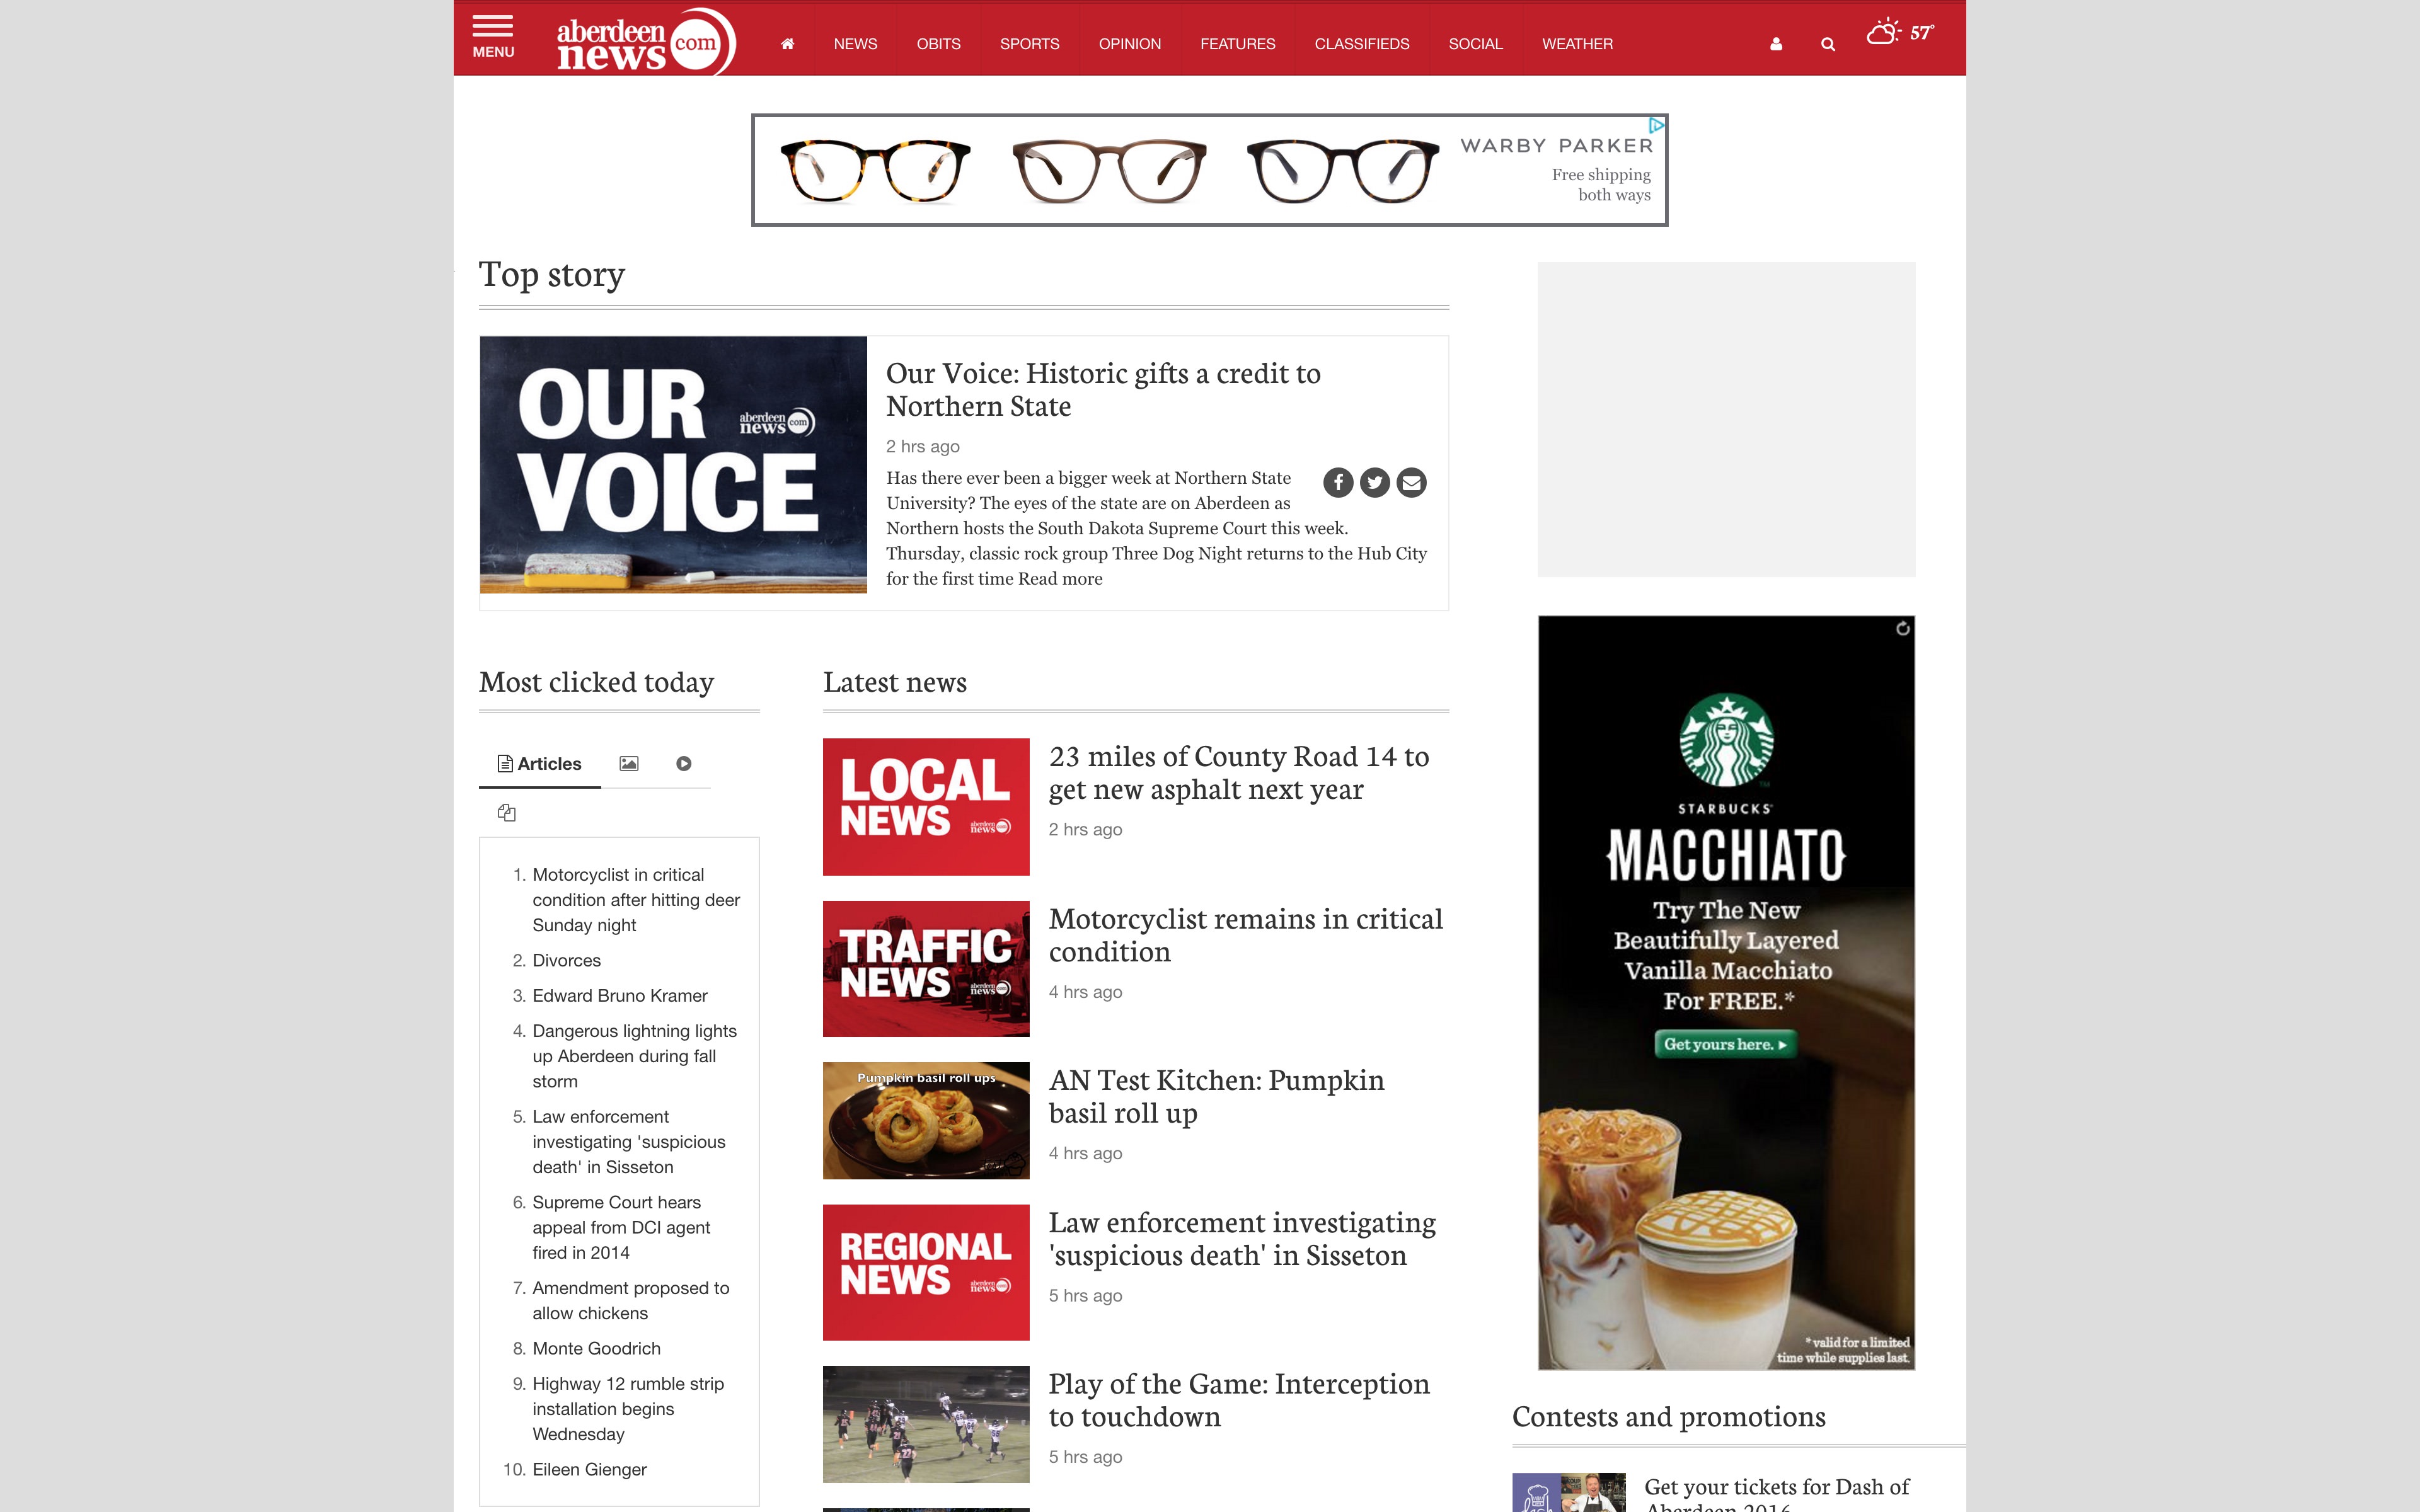 MENU
aberdeen
news com
NEWS
OBITS
SPORTS
OPINION
FEATURES
CLASSIFIEDS
SOCIAL
WEATHER
57°
WARBY PARKER
Free shipping
both ways
Top story
OUR
VOICE
aberdeen
news com
Our Voice: Historic gifts a credit to
Northern State
2 hrs ago
Has there ever been a bigger week at Northern State
University? The eyes of the state are on Aberdeen as
Northern hosts the South Dakota Supreme Court this week.
Thursday, classic rock group Three Dog Night returns to the Hub City
for the first time Read more
Most clicked today
Articles
1. Motorcyclist in critical
condition after hitting deer
Sunday night
2. Divorces
3. Edward Bruno Kramer
4. Dangerous lightning lights
up Aberdeen during fall
storm
5. Law enforcement
investigating 'suspicious
death' in Sisseton
6. Supreme Court hears
appeal from DCI agent
fired in 2014
7. Amendment proposed to
allow chickens
8. Monte Goodrich
9. Highway 12 rumble strip
installation begins
Wednesday
10. Eileen Gienger
Latest news
LOCAL
NEWS
aberdeen
news com
23 miles of County Road 14 to
get new asphalt next year
2 hrs ago
TRAFFIC
NEWS
aberdeen
news com
Motorcyclist remains in critical
condition
4 hrs ago
Pumpkin basil roll ups
AN Test Kitchen: Pumpkin
basil roll up
4 hrs ago
REGIONAL
NEWS
aberdeen
news com
Law enforcement investigating
'suspicious death' in Sisseton
5 hrs ago
Play of the Game: Interception
to touchdown
5 hrs ago
STARBUCKS
MACCHIATO
Try The New
Beautifully Layered
Vanilla Macchiato
For FREE.*
Get yours here.
*valid for a limited
time while supplies last.
Contests and promotions
Get your tickets for Dash of
Aberdeen 2016